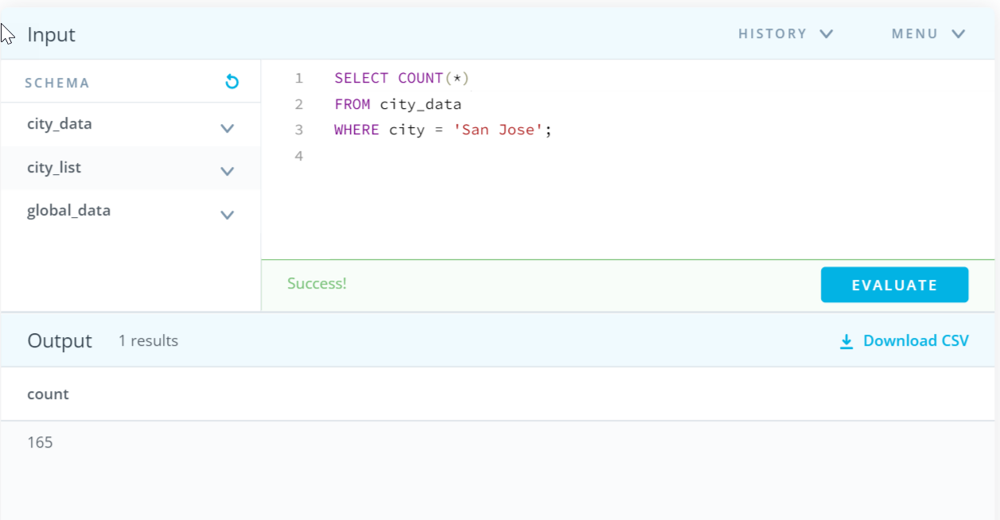 Input
HISTORY
MENU
SCHEMA
city_data
city_list
global_data
1 SELECT COUNT(*)
2 FROM city_data
3 WHERE city = 'San Jose';
4
Success!
EVALUATE
Output 1 results
Download CSV
count
165